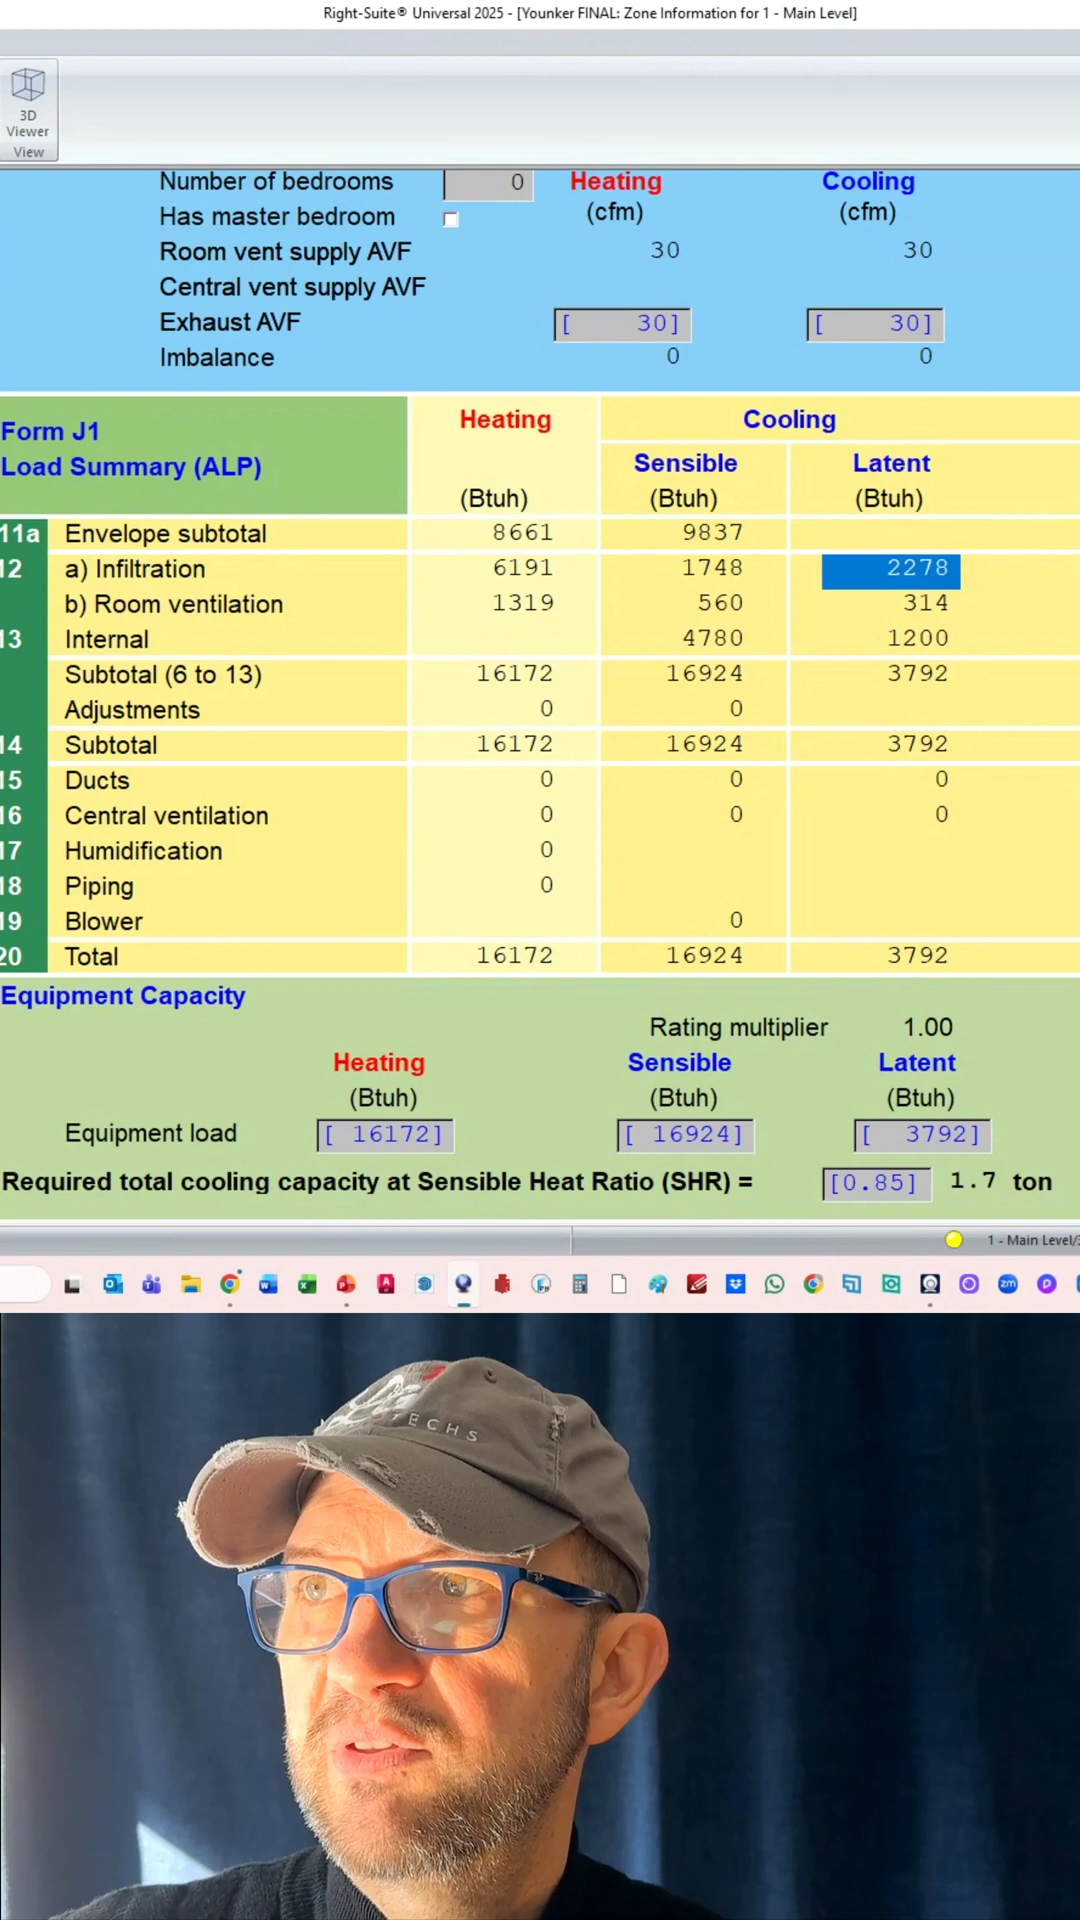 Right-Suite® Universal 2025 - [Younker FINAL: Zone Information for 1 - Main Level]
3D
Viewer
View
Number of bedrooms 0 Heating Cooling
Has master bedroom (cfm) (cfm)
Room vent supply AVF 30 30
Central vent supply AVF
Exhaust AVF [ 30] [ 30]
Imbalance 0 0
Form J1 Heating Cooling
Load Summary (ALP) Sensible Latent
(Btuh) (Btuh) (Btuh)
11a Envelope subtotal 8661 9837
12 a) Infiltration 6191 1748 2278
b) Room ventilation 1319 560 314
13 Internal 4780 1200
Subtotal (6 to 13) 16172 16924 3792
Adjustments 0 0
14 Subtotal 16172 16924 3792
15 Ducts 0 0 0
16 Central ventilation 0 0 0
17 Humidification 0
18 Piping 0
19 Blower 0
20 Total 16172 16924 3792
Equipment Capacity
Rating multiplier 1.00
Heating Sensible Latent
(Btuh) (Btuh) (Btuh)
Equipment load [ 16172] [ 16924] [ 3792]
Required total cooling capacity at Sensible Heat Ratio (SHR) = [0.85] 1.7 ton
1 - Main Level/
zm
TECHS